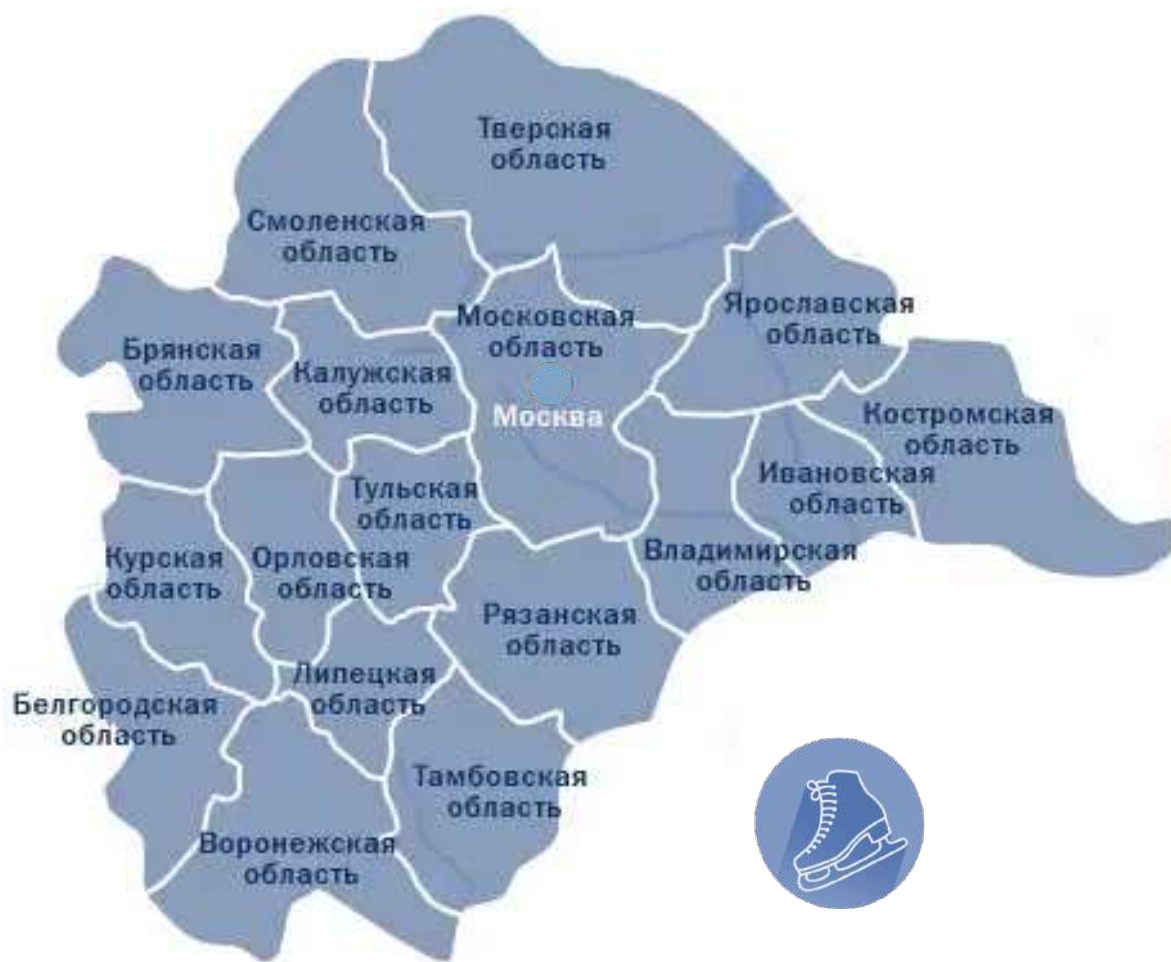 Тверская
область
Смоленская
область
Ярославская
область
Московская
область
Брянская
область
Калужская
область
Москва
Костромская
область
Ивановская
область
Тульская
область
Владимирская
область
Курская
область
Орловская
область
Рязанская
область
Липецкая
область
Белгородская
область
Тамбовская
область
Воронежская
область